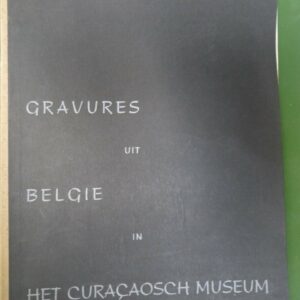 GRAVURES
UIT
BELGIE
IN
HET CURAÇAOSCH MUSEUM